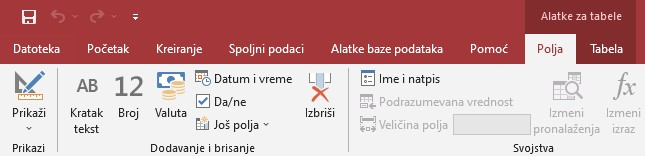 Alatke za tabele
Datoteka Početak Kreiranje Spoljni podaci Alatke baze podataka Pomoć Polja Tabela
Prikaži
AB
Kratak
tekst
12
Broj
Valuta
Datum i vreme
Da/ne
Još polja
Izbriši
Ime i natpis
Podrazumevana vrednost
Veličina polja
Izmeni
pronalaženja
fx
Izmeni
izraz
Prikazi Dodavanje i brisanje Svojstva